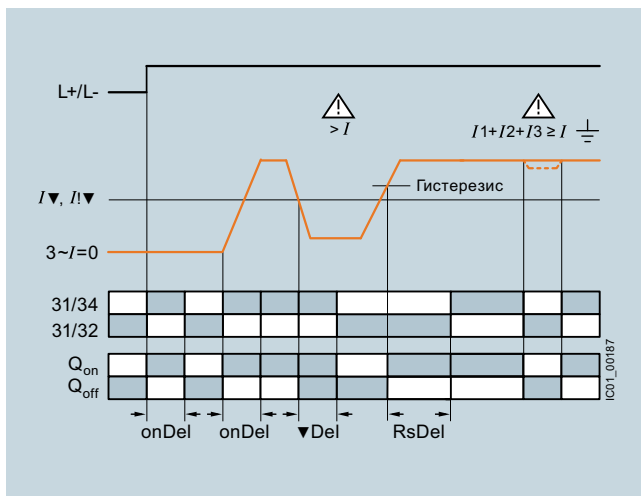 L+/L-
> I
I1+I2+I3 ≥ I
Гистерезис
I▼, I!▼
3~I=0
31/34
31/32
Qon
Qoff
IC01_00187
onDel
onDel
▼Del
RsDel